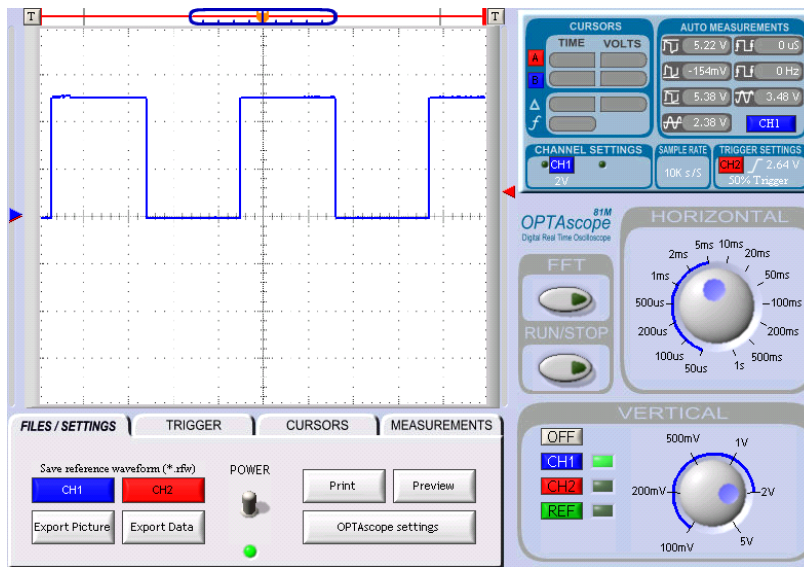 T T
CURSORS
TIME VOLTS
A
B
Δ
f
AUTO MEASUREMENTS
5.22 V 0 uS
-154mV 0 Hz
5.38 V 3.48 V
2.38 V CH1
CHANNEL SETTINGS
CH1
2V
SAMPLE RATE
10K s/S
TRIGGER SETTINGS
CH2 2.64 V
50% Trigger
81M
OPTAscope
Digital Real Time Oscilloscope
FFT
RUN/STOP
HORIZONTAL
5ms 10ms
2ms 20ms
1ms 50ms
500us 100ms
200us 200ms
100us 500ms
50us 1s
FILES / SETTINGS TRIGGER CURSORS MEASUREMENTS
Save reference waveform (*.rfw)
CH1 CH2
Export Picture Export Data
POWER
Print Preview
OPTAscope settings
VERTICAL
OFF
CH1
CH2
REF
500mV 1V
200mV 2V
100mV 5V